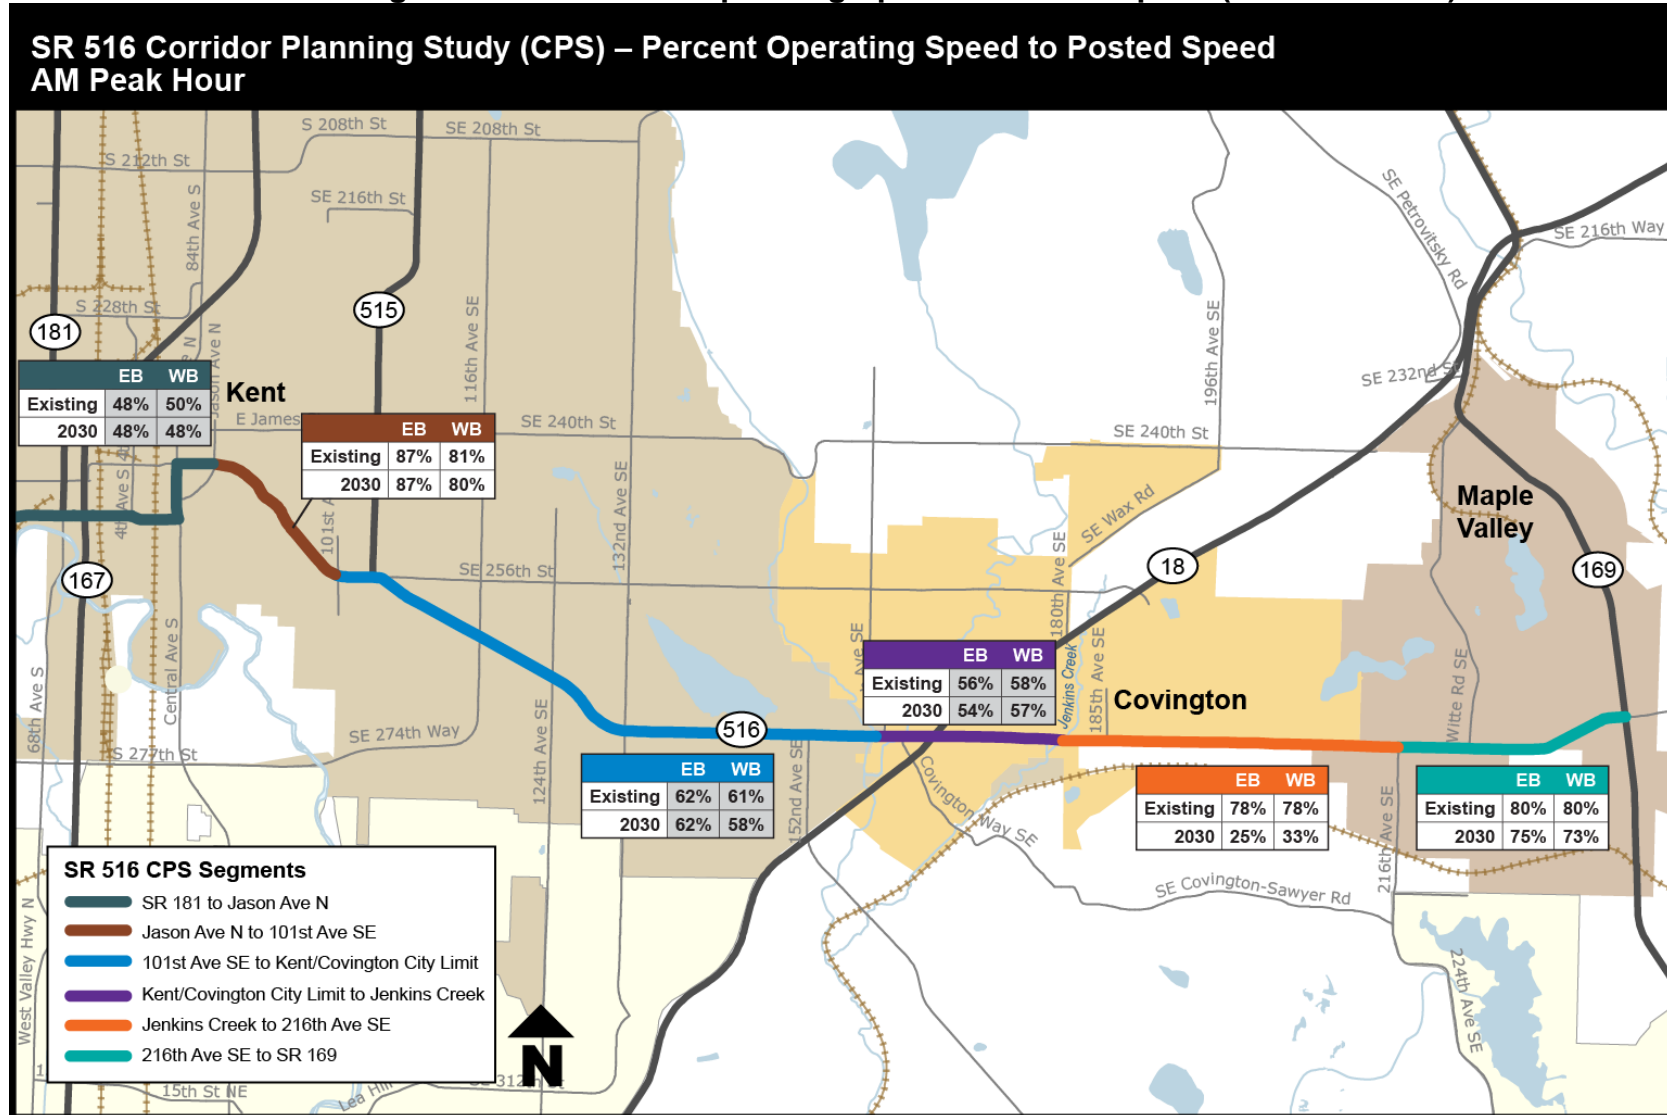 SR 516 Corridor Planning Study (CPS) – Percent Operating Speed to Posted Speed
AM Peak Hour
S 208th St
SE 208th St
S 212th St
SE 216th St
84th Ave S
SE Petrovitsky Rd
SE 216th Way
S 228th St
181
515
116th Ave SE
196th Ave SE
Jason Ave N
Kent
E James
SE 240th St
SE 240th St
SE 232nd St
EB WB
Existing 48% 50%
2030 48% 48%
EB WB
Existing 87% 81%
2030 87% 80%
4th Ave S
132nd Ave SE
SE Wax Rd
Maple
Valley
167
SE 256th St
180th Ave SE
18
169
Central Ave S
68th Ave S
EB WB
Existing 56% 58%
2030 54% 57%
Jenkins Creek
185th Ave SE
Covington
Witte Rd SE
S 277th St
SE 274th Way
124th Ave SE
516
152nd Ave SE
Covington Way SE
216th Ave SE
EB WB
Existing 62% 61%
2030 62% 58%
EB WB
Existing 78% 78%
2030 25% 33%
EB WB
Existing 80% 80%
2030 75% 73%
SE Covington-Sawyer Rd
224th Ave SE
West Valley Hwy N
SR 516 CPS Segments
SR 181 to Jason Ave N
Jason Ave N to 101st Ave SE
101st Ave SE to Kent/Covington City Limit
Kent/Covington City Limit to Jenkins Creek
Jenkins Creek to 216th Ave SE
216th Ave SE to SR 169
N
15th St NE
Lea Hill